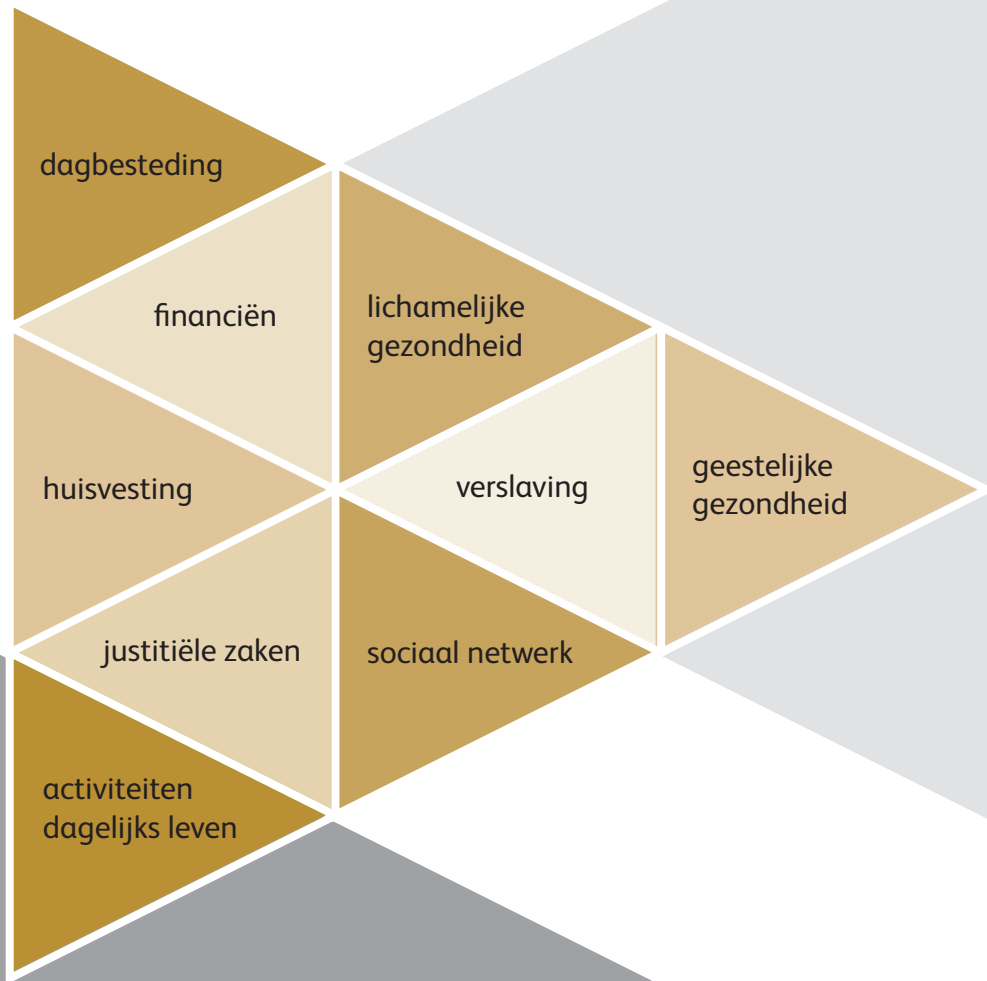 dagbesteding
financiën
lichamelijke
gezondheid
huisvesting
verslaving
geestelijke
gezondheid
justitiële zaken
sociaal netwerk
activiteiten
dagelijks leven